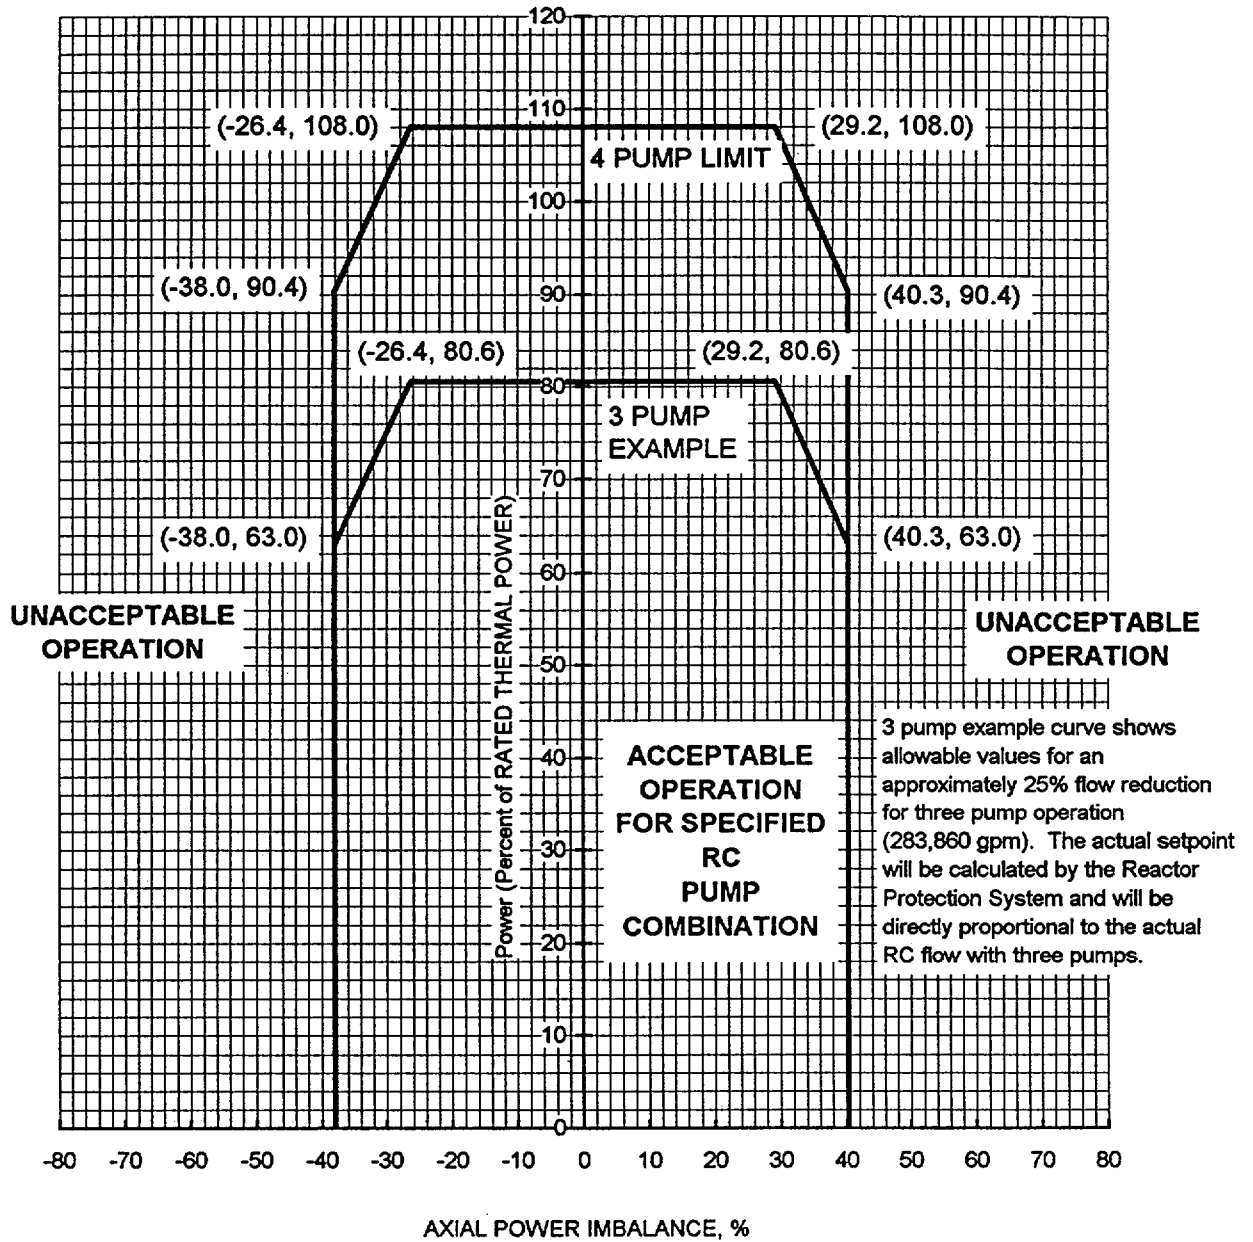 120
110
(-26.4, 108.0)
(29.2, 108.0)
4 PUMP LIMIT
100
(-38.0, 90.4)
90
(40.3, 90.4)
(-26.4, 80.6)
(29.2, 80.6)
80
3 PUMP
EXAMPLE
70
(-38.0, 63.0)
(40.3, 63.0)
60
UNACCEPTABLE
OPERATION
UNACCEPTABLE
OPERATION
50
Power (Percent of RATED THERMAL POWER)
40
ACCEPTABLE
OPERATION
FOR SPECIFIED
RC
PUMP
COMBINATION
3 pump example curve shows
allowable values for an
approximately 25% flow reduction
for three pump operation
(283,860 gpm). The actual setpoint
will be calculated by the Reactor
Protection System and will be
directly proportional to the actual
RC flow with three pumps.
30
20
10
0
-80 -70 -60 -50 -40 -30 -20 -10 0 10 20 30 40 50 60 70 80
AXIAL POWER IMBALANCE, %